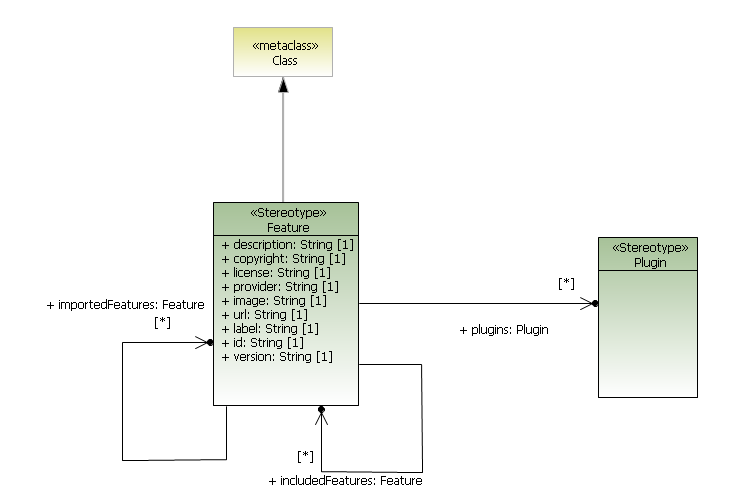 «metaclass»
Class
«Stereotype»
Feature
+ description: String [1]
+ copyright: String [1]
+ license: String [1]
+ provider: String [1]
+ image: String [1]
+ url: String [1]
+ label: String [1]
+ id: String [1]
+ version: String [1]
«Stereotype»
Plugin
[*]
+ plugins: Plugin
+ importedFeatures: Feature
[*]
[*]
+ includedFeatures: Feature